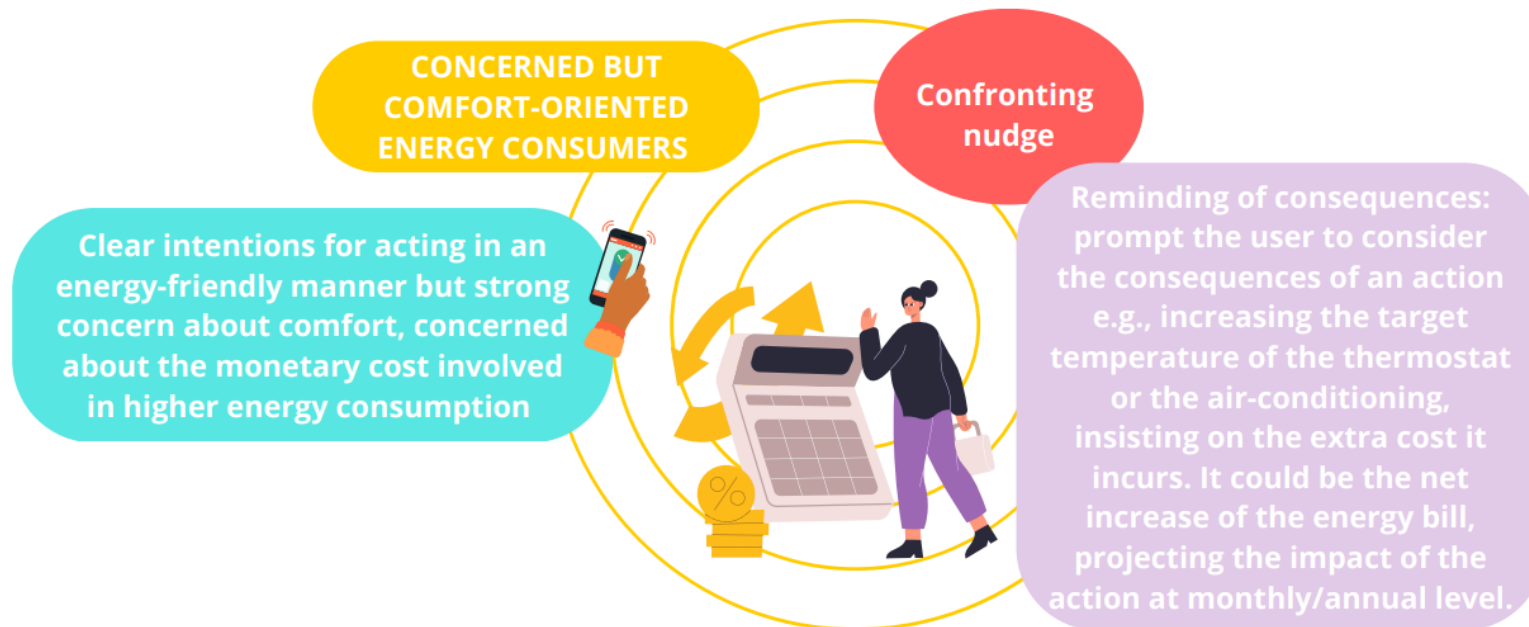 CONCERNED BUT
COMFORT-ORIENTED
ENERGY CONSUMERS
Confronting
nudge
Clear intentions for acting in an
energy-friendly manner but strong
concern about comfort, concerned
about the monetary cost involved
in higher energy consumption
Reminding of consequences:
prompt the user to consider
the consequences of an action
e.g., increasing the target
temperature of the thermostat
or the air-conditioning,
insisting on the extra cost it
incurs. It could be the net
increase of the energy bill,
projecting the impact of the
action at monthly/annual level.
%